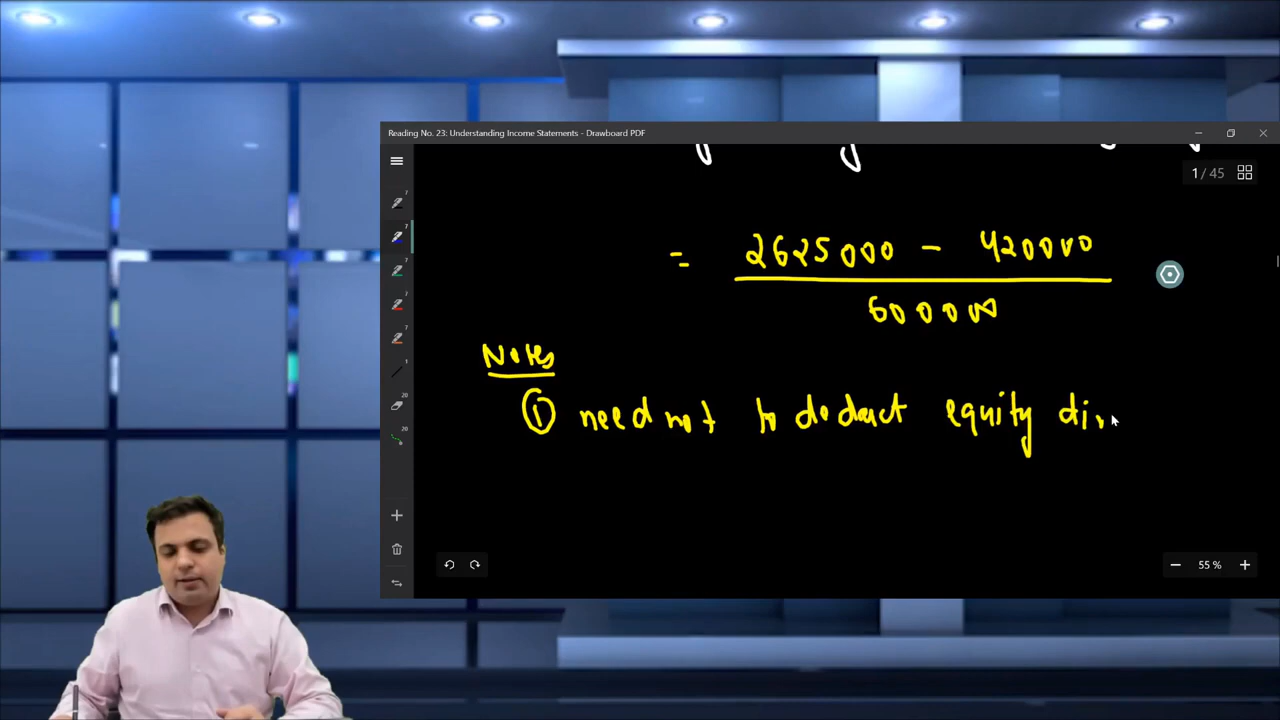 Reading No. 23: Understanding Income Statements - Drawboard PDF
1 / 45
= 2625000 - 420000
600000
Notes
① need not to deduct equity div
55 %